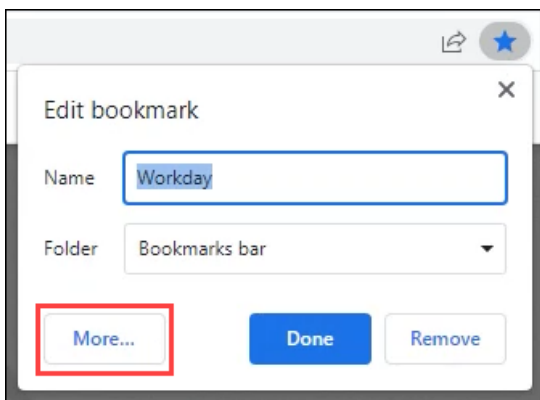 Edit bookmark
Name Workday
Folder Bookmarks bar
More... Done Remove